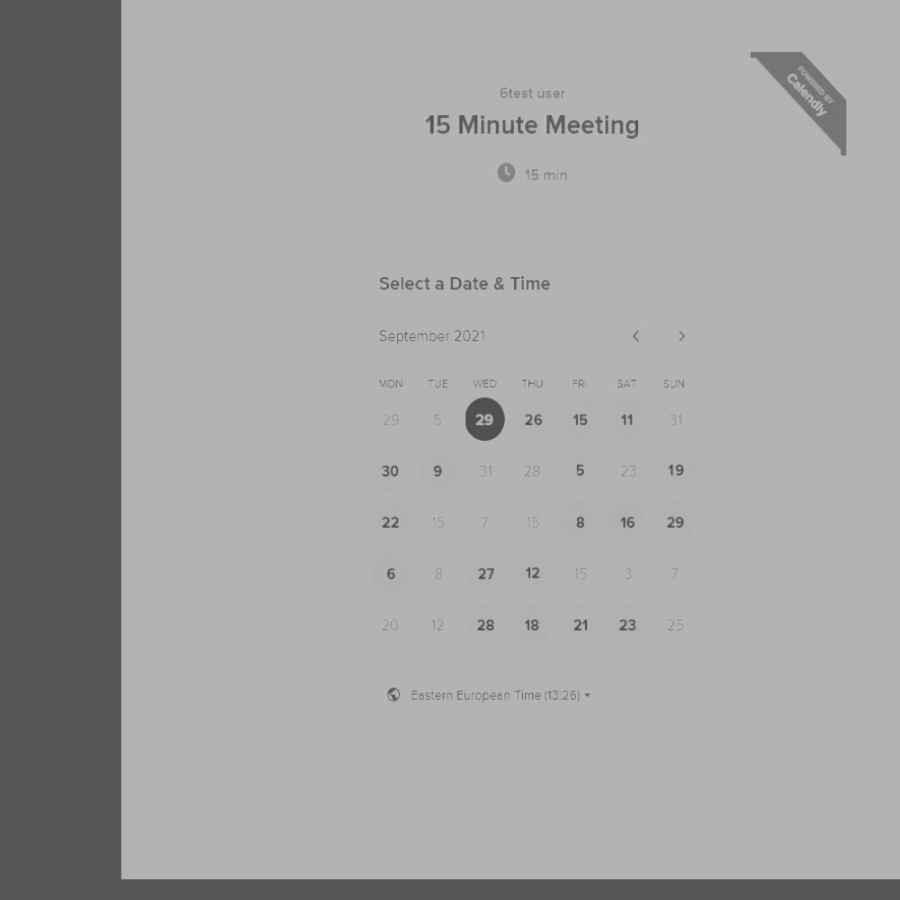 POWERED BY
Calendly
6test user
15 Minute Meeting
15 min
Select a Date & Time
September 2021
MON TUE WED THU FRI SAT SUN
29 5 29 26 15 11 31
30 9 31 28 5 23 19
22 15 7 15 8 16 29
6 8 27 12 15 3 7
20 12 28 18 21 23 25
Eastern European Time (13:26)